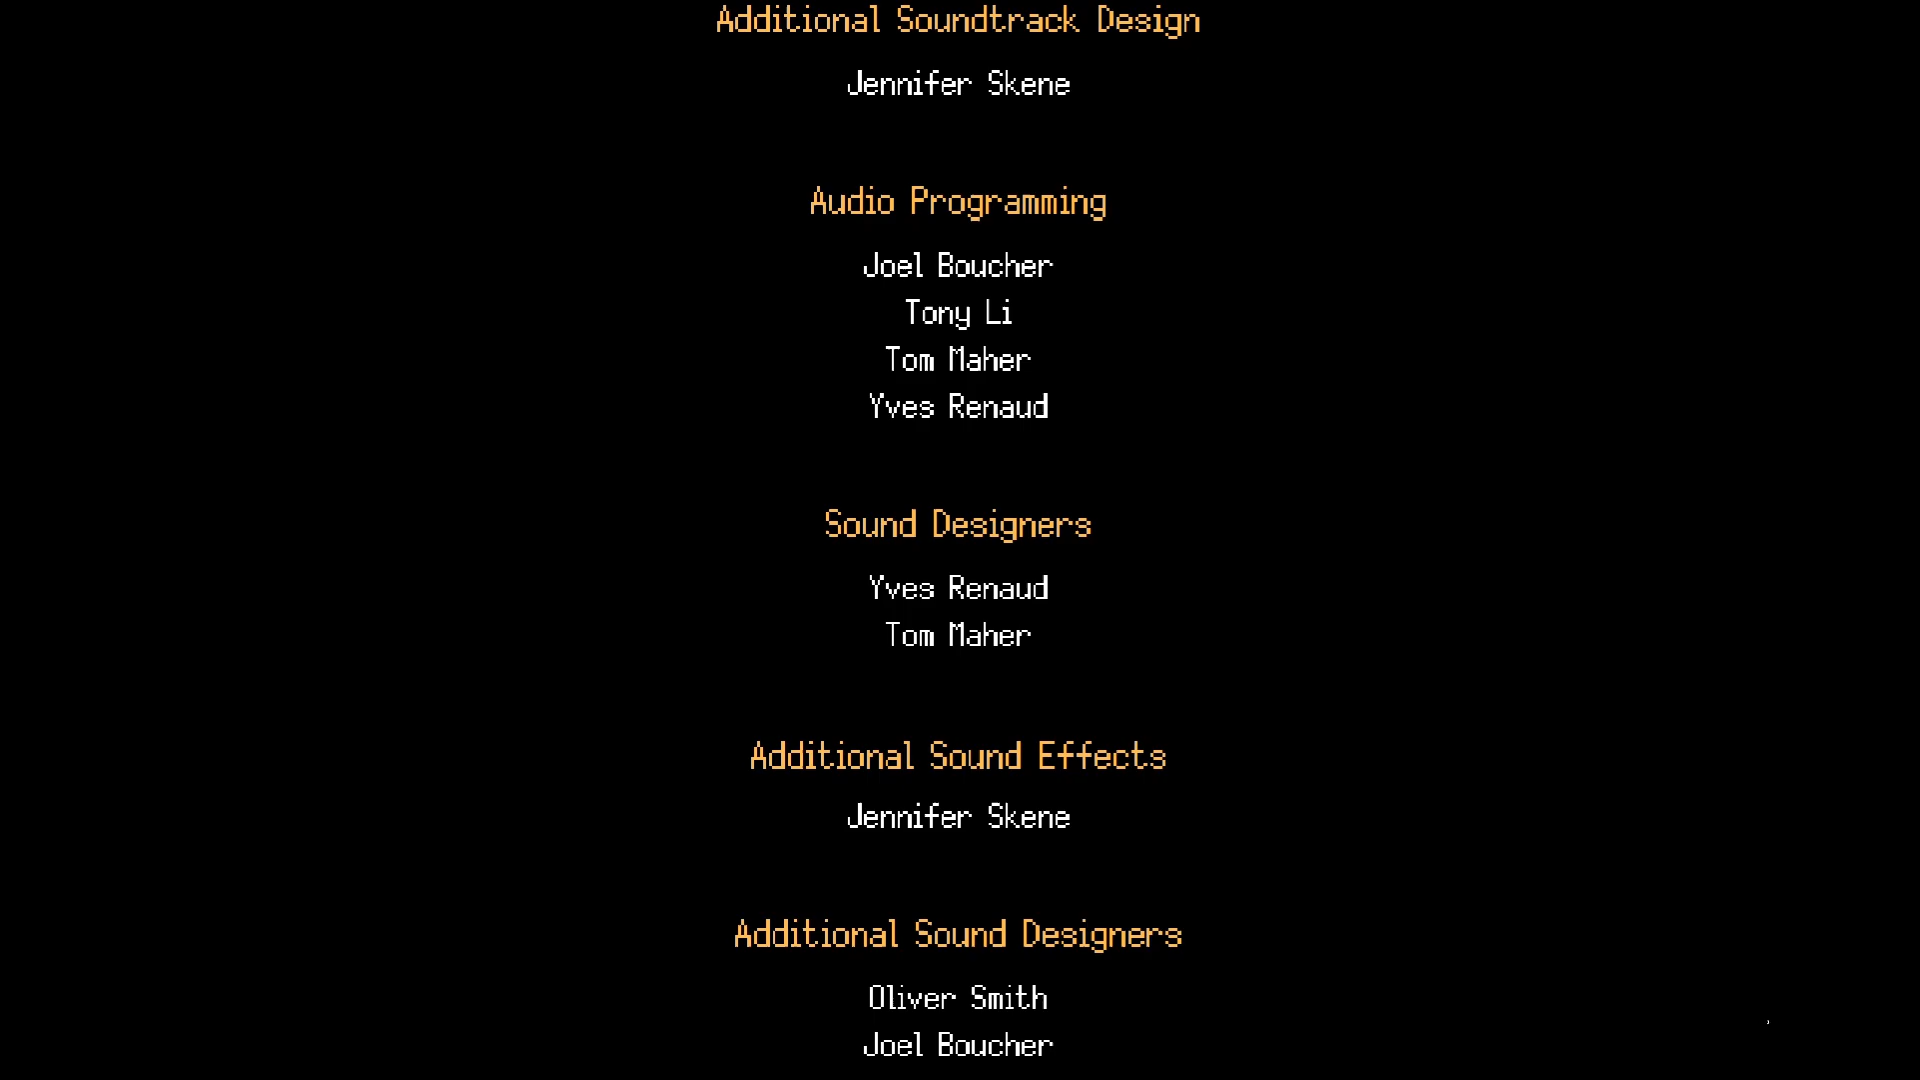 Additional Soundtrack Design
Jennifer Skene
Audio Programming
Joel Boucher
Tony Li
Tom Maher
Yves Renaud
Sound Designers
Yves Renaud
Tom Maher
Additional Sound Effects
Jennifer Skene
Additional Sound Designers
Oliver Smith
Joel Boucher